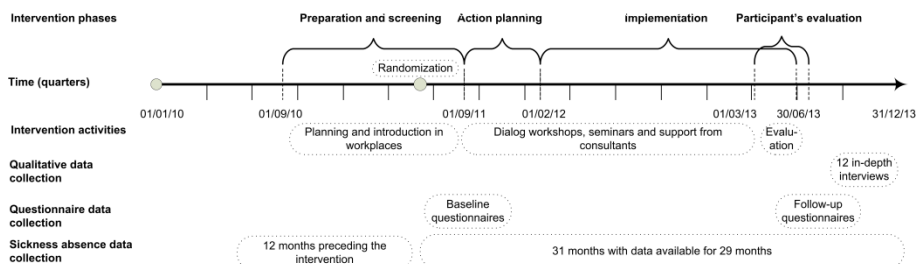 Intervention phases
Preparation and screening
Action planning
implementation
Participant's evaluation
Randomization
Time (quarters)
01/01/10
01/09/10
01/09/11
01/02/12
01/03/13
30/06/13
31/12/13
Intervention activities
Planning and introduction in
workplaces
Dialog workshops, seminars and support from
consultants
Evalu-
ation
Qualitative data
collection
12 in-depth
interviews
Questionnaire data
collection
Baseline
questionnaires
Follow-up
questionnaires
Sickness absence data
collection
12 months preceding the
intervention
31 months with data available for 29 months